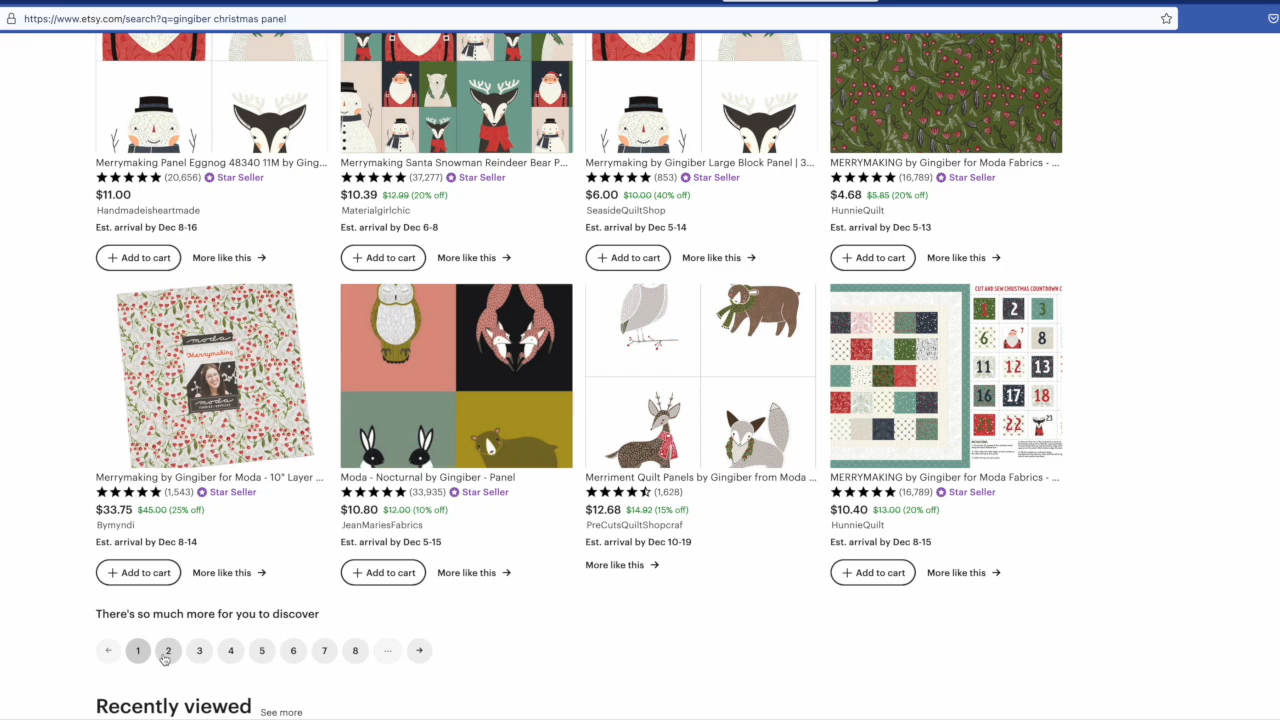 https://www.etsy.com/search?q=gingiber christmas panel
Merrymaking Panel Eggnog 48340 11M by Ging...
(20,656) Star Seller
$11.00
Handmadeisheartmade
Est. arrival by Dec 8-16
+ Add to cart More like this →
Merrymaking Santa Snowman Reindeer Bear P...
(37,277) Star Seller
$10.39 $12.99 (20% off)
Materialgirlchic
Est. arrival by Dec 6-8
+ Add to cart More like this →
Merrymaking by Gingiber Large Block Panel | 3...
(853) Star Seller
$6.00 $10.00 (40% off)
SeasideQuiltShop
Est. arrival by Dec 5-14
+ Add to cart More like this →
MERRYMAKING by Gingiber for Moda Fabrics - ...
(16,789) Star Seller
$4.68 $5.85 (20% off)
HunnieQuilt
Est. arrival by Dec 5-13
+ Add to cart More like this →
moda
Merrymaking
moda
Merrymaking by Gingiber for Moda - 10" Layer ...
(1,543) Star Seller
$33.75 $45.00 (25% off)
Bymyndi
Est. arrival by Dec 8-14
+ Add to cart More like this →
Moda - Nocturnal by Gingiber - Panel
(33,935) Star Seller
$10.80 $12.00 (10% off)
JeanMariesFabrics
Est. arrival by Dec 5-15
+ Add to cart More like this →
Merriment Quilt Panels by Gingiber from Moda ...
(1,628)
$12.68 $14.92 (15% off)
PreCutsQuiltShopcraf
Est. arrival by Dec 10-19
More like this →
CUT AND SEW CHRISTMAS COUNTDOWN C
1 2 3
6 7 8
11 12 13
16 17 18
22 23
MERRYMAKING by Gingiber for Moda Fabrics - ...
(16,789) Star Seller
$10.40 $13.00 (20% off)
HunnieQuilt
Est. arrival by Dec 8-15
+ Add to cart More like this →
There's so much more for you to discover
← 1 2 3 4 5 6 7 8 ... →
Recently viewed See more